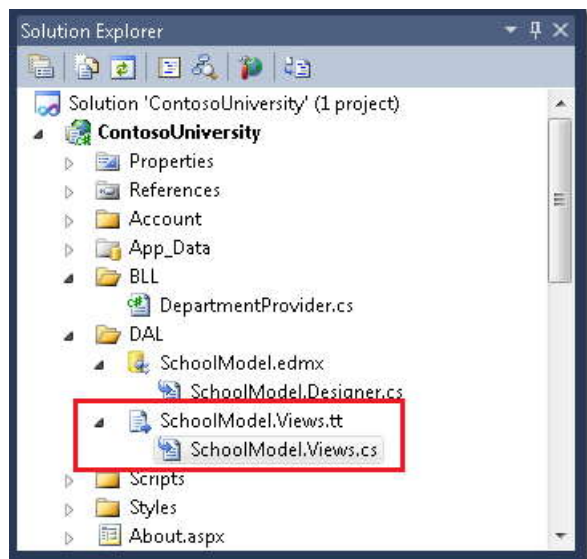 Solution Explorer
Solution 'ContosoUniversity' (1 project)
ContosoUniversity
Properties
References
Account
App_Data
BLL
DepartmentProvider.cs
DAL
SchoolModel.edmx
SchoolModel.Designer.cs
SchoolModel.Views.tt
SchoolModel.Views.cs
Scripts
Styles
About.aspx